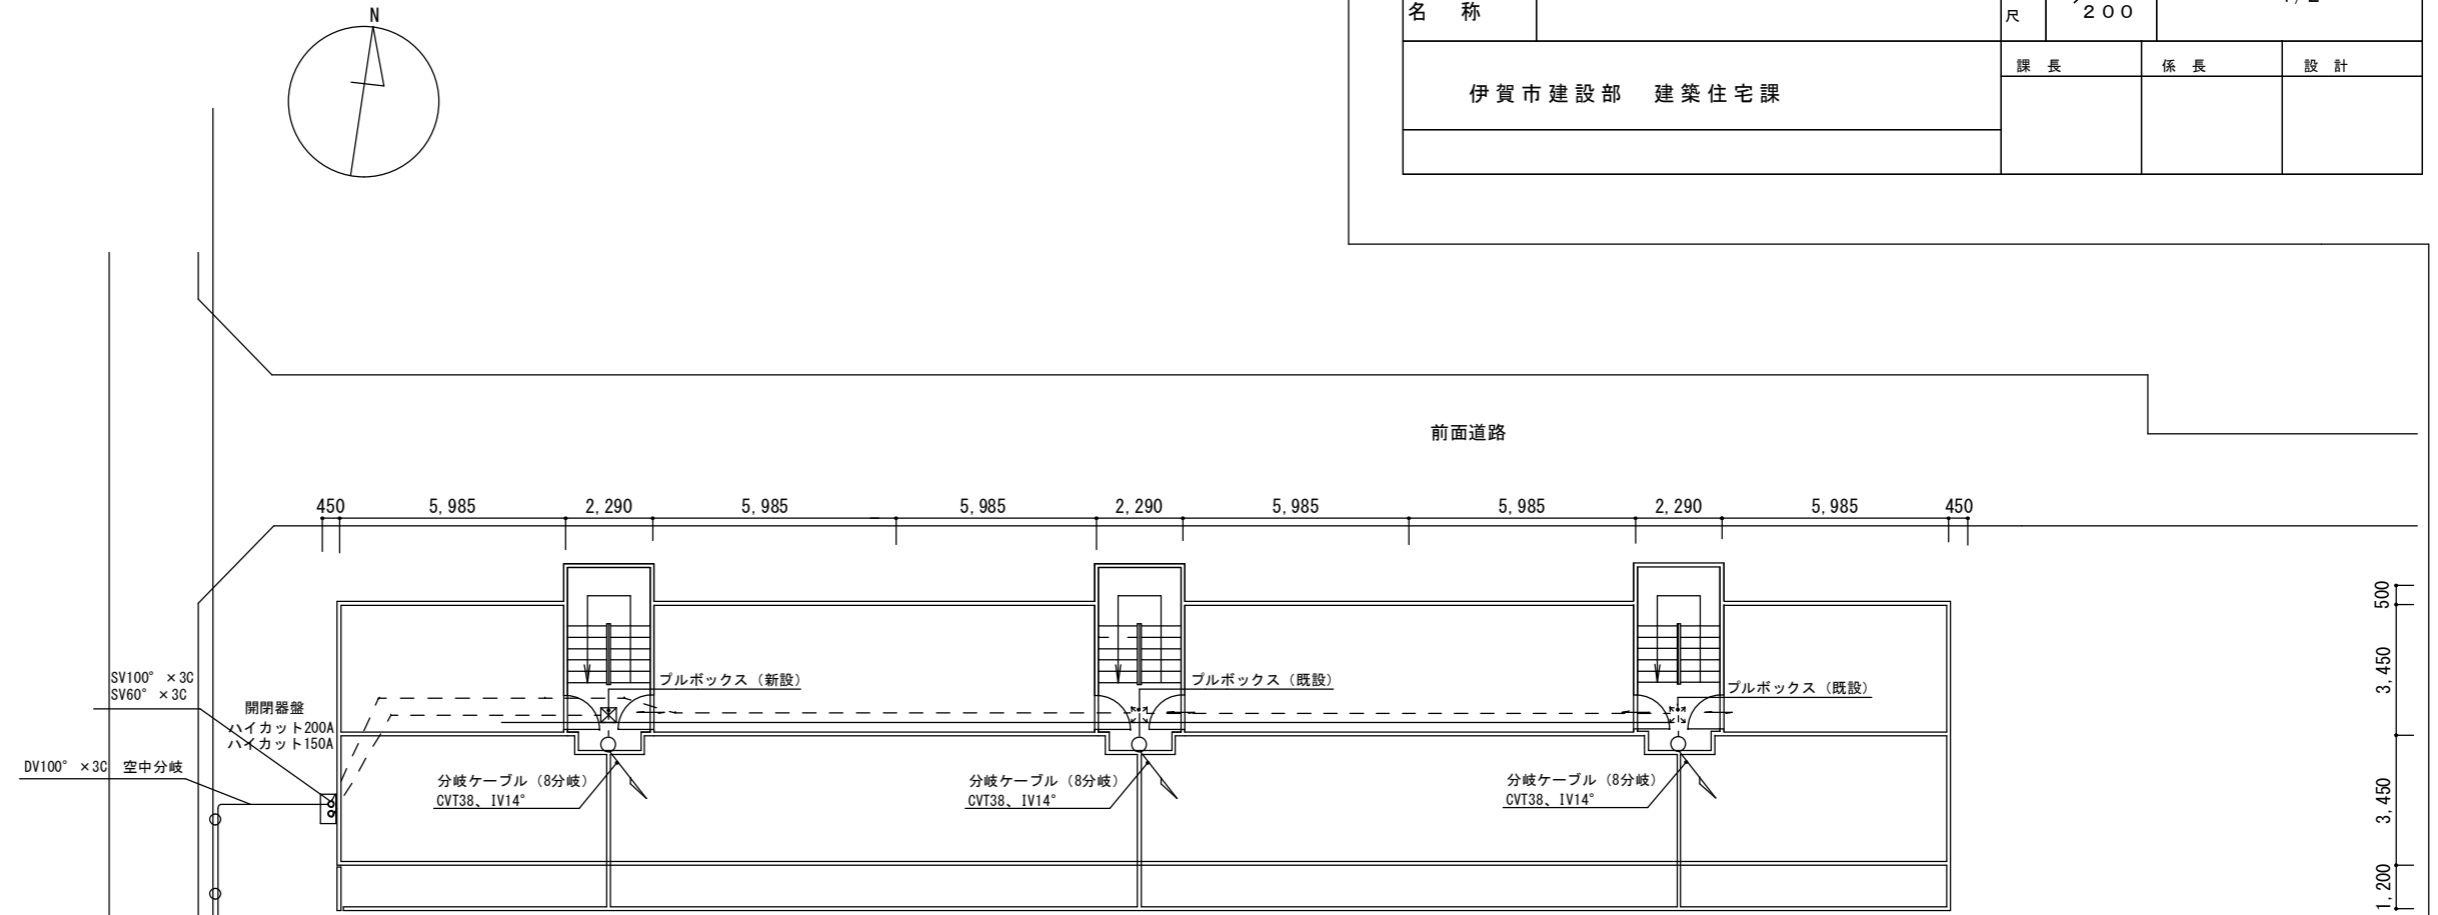 N
名 称
尺
200
課 長
係 長
設 計
伊賀市建設部 建築住宅課
前面道路
450 5,985 2,290 5,985 5,985 2,290 5,985 5,985 2,290 5,985 450
500
3,450
3,450
1,200
SV100° ×3C
SV60° ×3C
開閉器盤
ハイカット200A
ハイカット150A
DV100° ×3C 空中分岐
プルボックス（新設）
プルボックス（既設）
プルボックス（既設）
分岐ケーブル（8分岐）
CVT38、IV14°
分岐ケーブル（8分岐）
CVT38、IV14°
分岐ケーブル（8分岐）
CVT38、IV14°